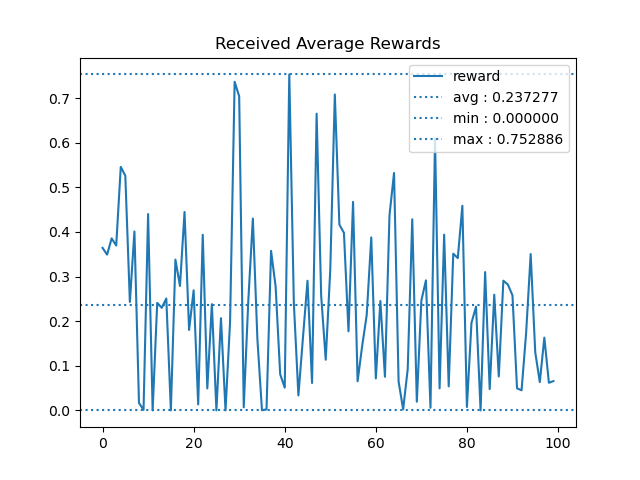 Received Average Rewards
reward
avg : 0.237277
min : 0.000000
max : 0.752886
0.7
0.6
0.5
0.4
0.3
0.2
0.1
0.0
0 20 40 60 80 100